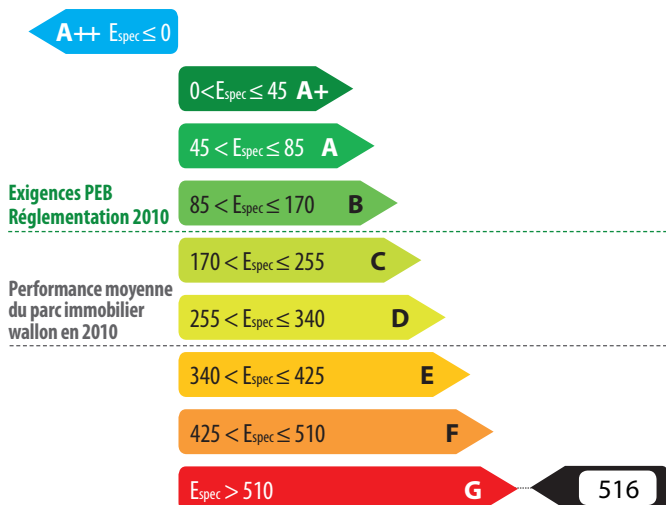 A++ Espec ≤ 0
0 < Espec ≤ 45 A+
45 < Espec ≤ 85 A
Exigences PEB
Réglementation 2010
85 < Espec ≤ 170 B
170 < Espec ≤ 255 C
Performance moyenne
du parc immobilier
wallon en 2010
255 < Espec ≤ 340 D
340 < Espec ≤ 425 E
425 < Espec ≤ 510 F
Espec > 510 G 516